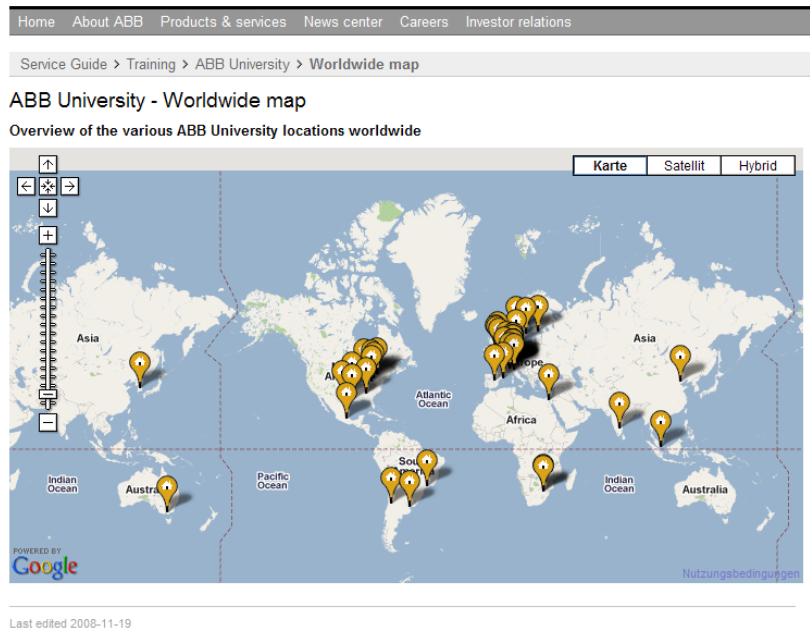 Home About ABB Products & services News center Careers Investor relations
Service Guide > Training > ABB University > Worldwide map
ABB University - Worldwide map
Overview of the various ABB University locations worldwide
Karte Satellit Hybrid
Asia
Asia
Atlantic
Ocean
Africa
Indian
Ocean
Pacific
Ocean
Indian
Ocean
Australia
POWERED BY
Google
Nutzungsbedingungen
Last edited 2008-11-19